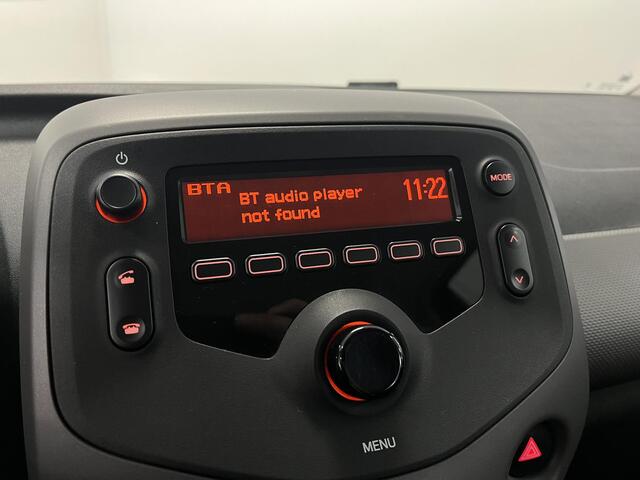 BTA
BT audio player
not found
11:22
MODE
MENU